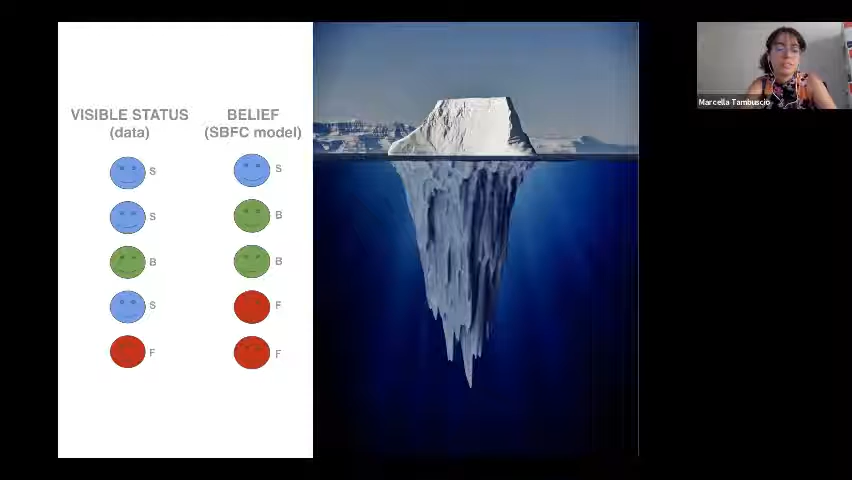 VISIBLE STATUS
(data)
BELIEF
(SBFC model)
S
S
S
B
B
B
S
F
F
F
Marcella Tambuscio